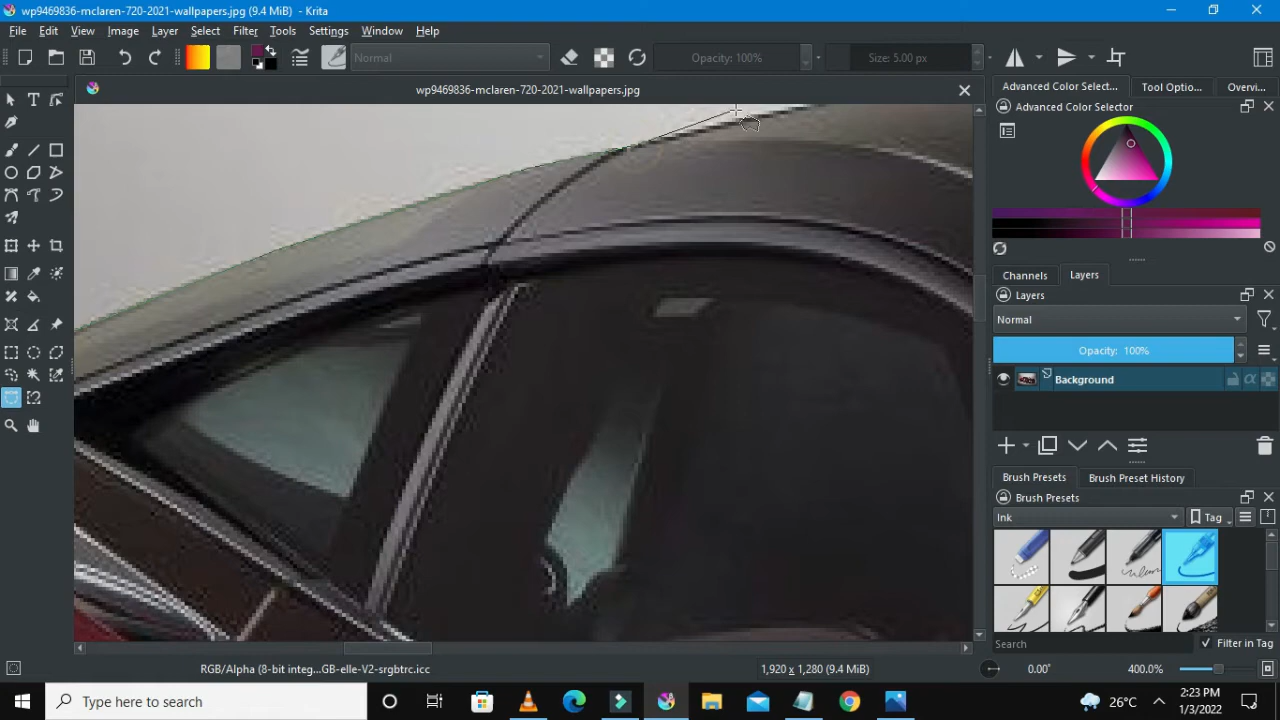 wp9469836-mclaren-720-2021-wallpapers.jpg (9.4 MiB) - Krita
File Edit View Image Layer Select Filter Tools Settings Window Help
Normal Opacity: 100% Size: 5.00 px
wp9469836-mclaren-720-2021-wallpapers.jpg
Advanced Color Select... Tool Optio... Overvi...
Advanced Color Selector
Channels Layers
Layers
Normal
Opacity: 100%
Background
Brush Presets Brush Preset History
Brush Presets
Ink Tag
Search Filter in Tag
RGB/Alpha (8-bit integ...GB-elle-V2-srgbtrc.icc 1,920 x 1,280 (9.4 MiB) 0.00° 400.0%
Type here to search 26°C 2:23 PM
1/3/2022